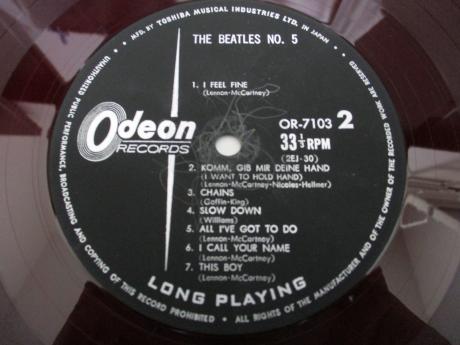 MFD. BY TOSHIBA MUSICAL INDUSTRIES LTD. IN JAPAN
THE BEATLES NO. 5
1. I FEEL FINE
(Lennon-McCartney)
Odeon
RECORDS
OR-7103 2
33 1/3 RPM
(2EJ-30)
2. KOMM, GIB MIR DEINE HAND
(I WANT TO HOLD HAND)
(Lennon-McCartney-Nicolas-Hellmer)
3. CHAINS
(Goffin-King)
4. SLOW DOWN
(Williams)
5. ALL I'VE GOT TO DO
(Lennon-McCartney)
6. I CALL YOUR NAME
(Lennon-McCartney)
7. THIS BOY
(Lennon-McCartney)
LONG PLAYING
UNAUTHORIZED PUBLIC PERFORMANCE, BROADCASTING AND COPYING OF THIS RECORD PROHIBITED • ALL RIGHTS OF THE MANUFACTURER AND OF THE OWNER OF THE RECORDED WORK ARE RESERVED